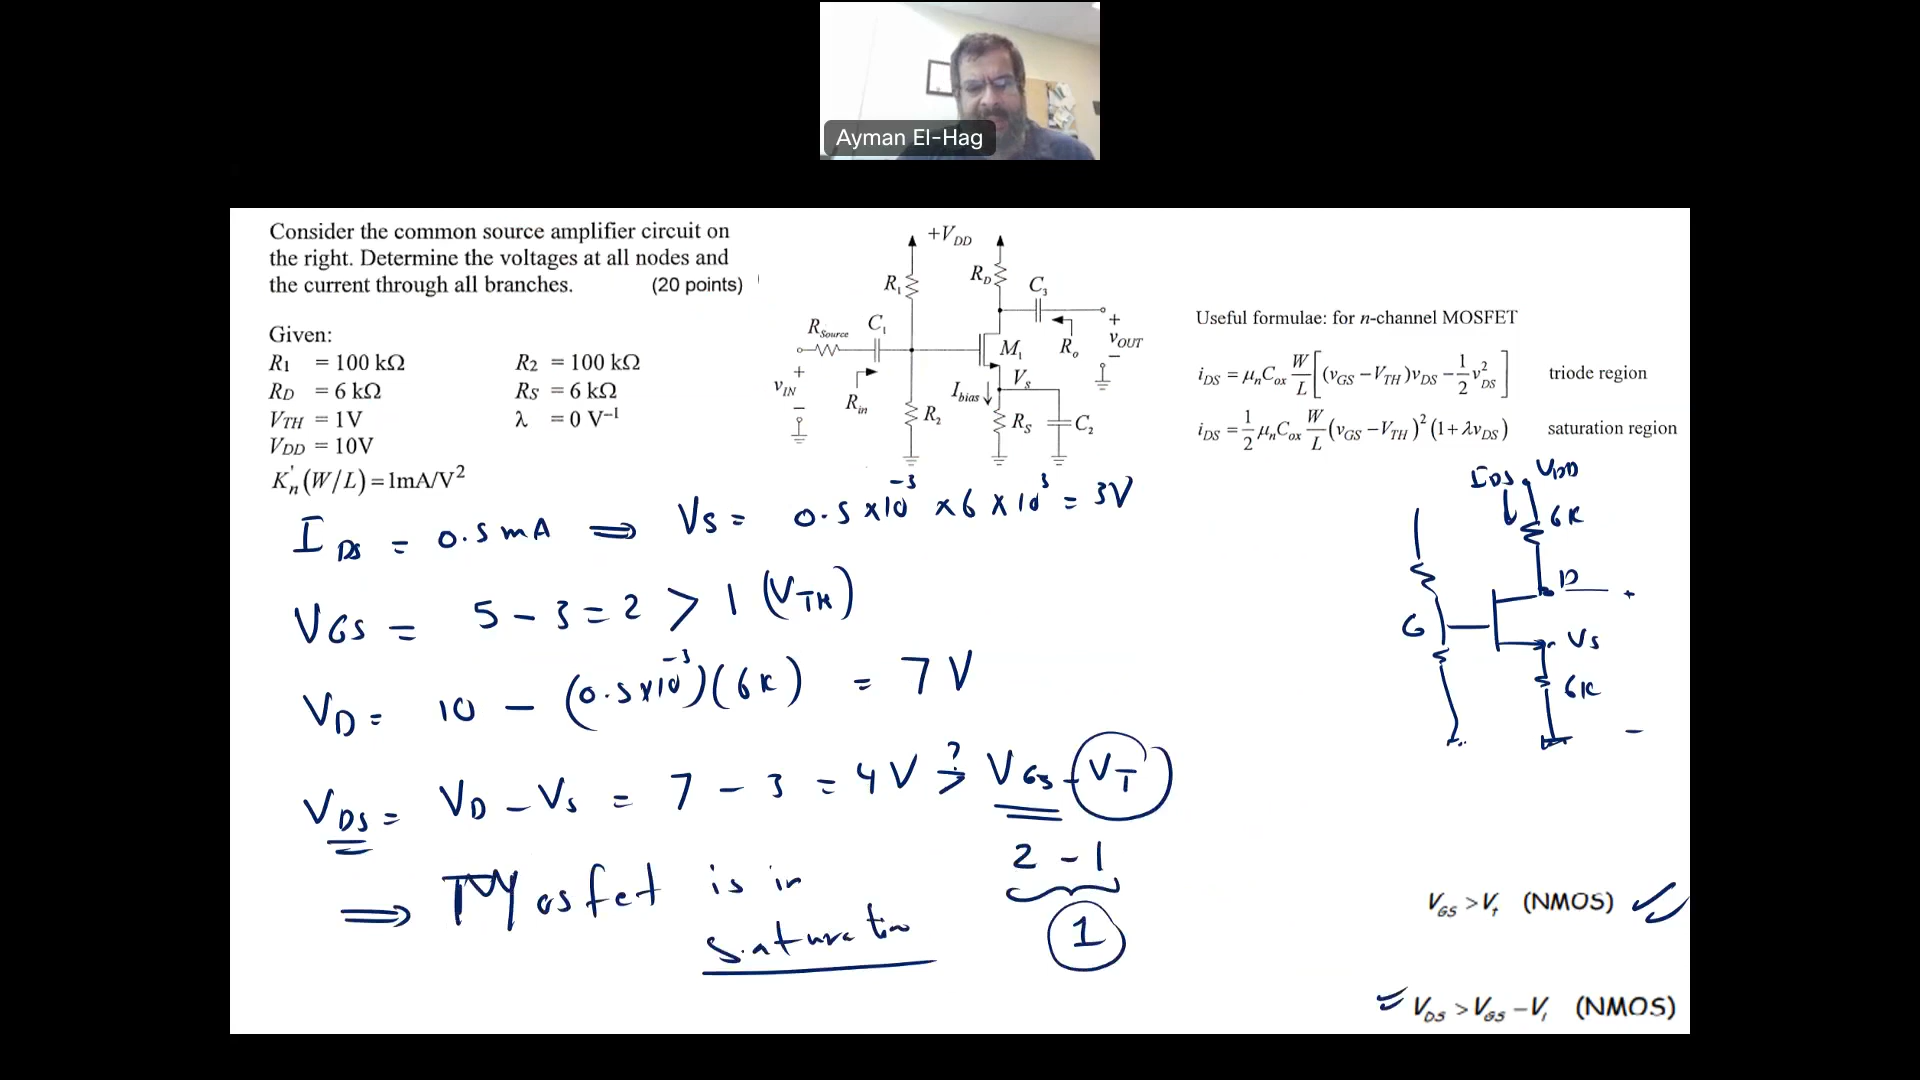 Ayman El-Hag
Consider the common source amplifier circuit on
the right. Determine the voltages at all nodes and
the current through all branches. (20 points)
Given:
R1 = 100 kΩ R2 = 100 kΩ
RD = 6 kΩ RS = 6 kΩ
VTH = 1V λ = 0 V⁻¹
VDD = 10V
K'n (W/L) = 1mA/V²
+VDD
R1
RD
C3
RSource
C1
M1
Ro
+
vOUT
−
+
vIN
−
Rin
Vs
Ibias
R2
RS
C2
Useful formulae: for n-channel MOSFET
iDS = μnCox W/L [(vGS − VTH)vDS − 1/2 v²DS] triode region
iDS = 1/2 μnCox W/L (vGS − VTH)² (1 + λvDS) saturation region
IDS VDD
6K
D
+
G
Vs
6K
−
IDS = 0.5 mA ⇒ VS = 0.5 × 10⁻³ × 6 × 10³ = 3V
VGS = 5 − 3 = 2 > 1 (VTH)
VD = 10 − (0.5×10⁻³)(6K) = 7 V
VDS = VD − VS = 7 − 3 = 4V >? VGS − VT
2 − 1
1
⇒ Mosfet is in
saturation
VGS > Vt (NMOS)
VDS > VGS − Vt (NMOS)